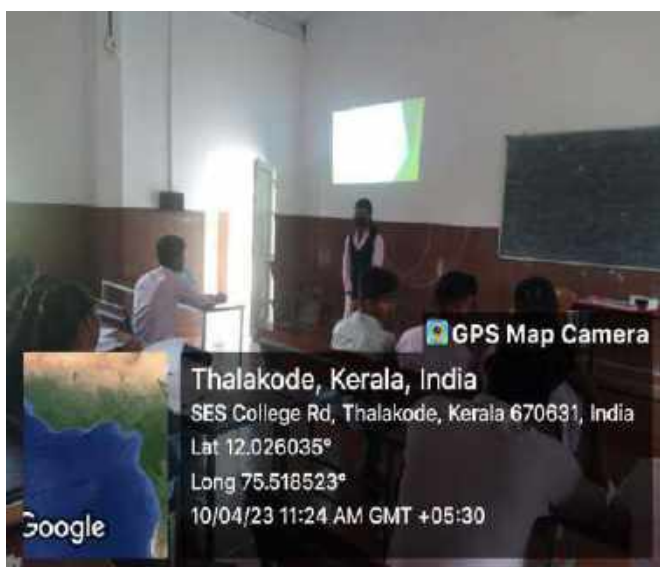 GPS Map Camera
Thalakode, Kerala, India
SES College Rd, Thalakode, Kerala 670631, India
Lat 12.026035°
Long 75.518523°
10/04/23 11:24 AM GMT +05:30
Google